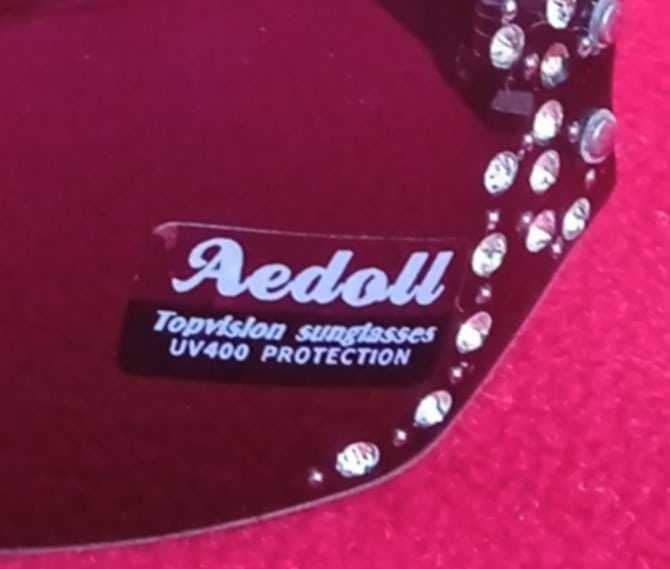 Aedoll
Topvision sunglasses
UV400 PROTECTION